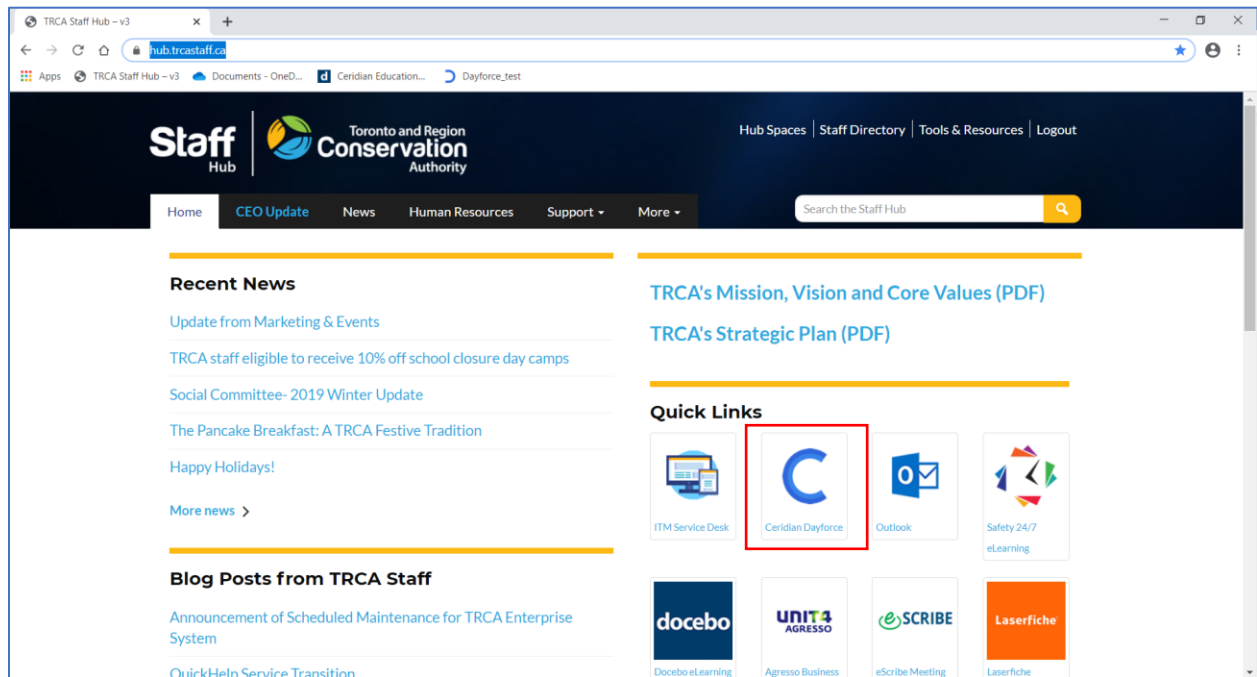 TRCA Staff Hub – v3
hub.trcastaff.ca
Apps
TRCA Staff Hub – v3
Documents - OneD...
d
Ceridian Education...
Dayforce_test
Staff
Hub
Toronto and Region
Conservation
Authority
Hub Spaces | Staff Directory | Tools & Resources | Logout
Home
CEO Update
News
Human Resources
Support
More
Search the Staff Hub
Recent News
Update from Marketing & Events
TRCA staff eligible to receive 10% off school closure day camps
Social Committee- 2019 Winter Update
The Pancake Breakfast: A TRCA Festive Tradition
Happy Holidays!
More news
Blog Posts from TRCA Staff
Announcement of Scheduled Maintenance for TRCA Enterprise
System
QuickHelp Service Transition
TRCA's Mission, Vision and Core Values (PDF)
TRCA's Strategic Plan (PDF)
Quick Links
ITM Service Desk
C
Ceridian Dayforce
O
Outlook
Safety 24/7
eLearning
docebo
Docebo eLearning
UNIT4
AGRESSO
Agresso Business
eSCRIBE
eScribe Meeting
Laserfiche
Laserfiche